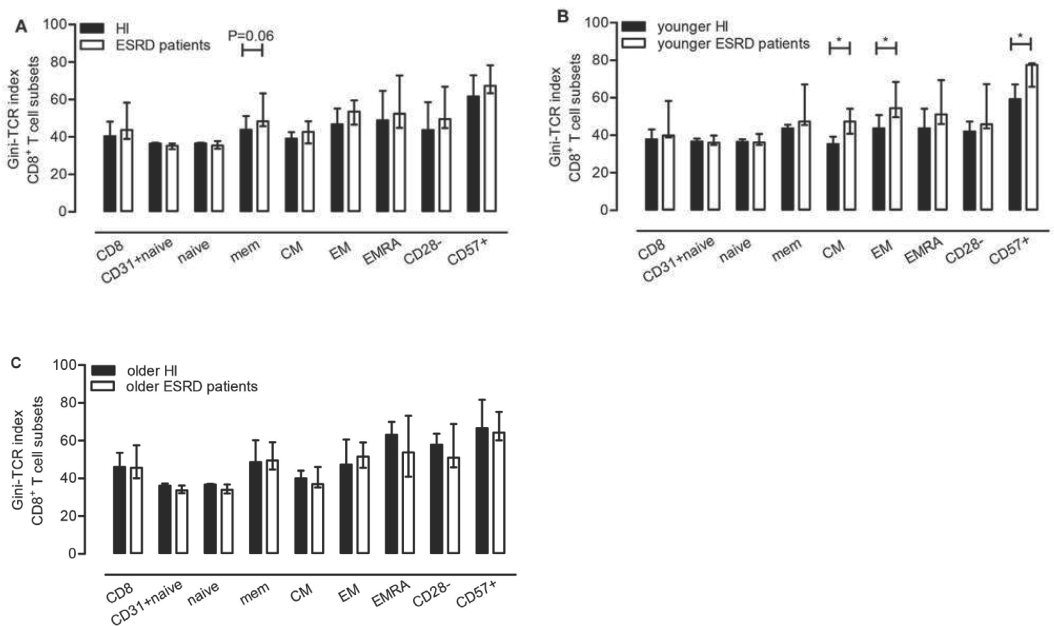 A
HI
ESRD patients
P=0.06
Gini-TCR index
CD8+ T cell subsets
100
80
60
40
20
0
CD8
CD31+naive
naive
mem
CM
EM
EMRA
CD28-
CD57+
B
younger HI
younger ESRD patients
* * *
Gini-TCR index
CD8+ T cell subsets
100
80
60
40
20
0
CD8
CD31+naive
naive
mem
CM
EM
EMRA
CD28-
CD57+
C
older HI
older ESRD patients
Gini-TCR index
CD8+ T cell subsets
100
80
60
40
20
0
CD8
CD31+naive
naive
mem
CM
EM
EMRA
CD28-
CD57+